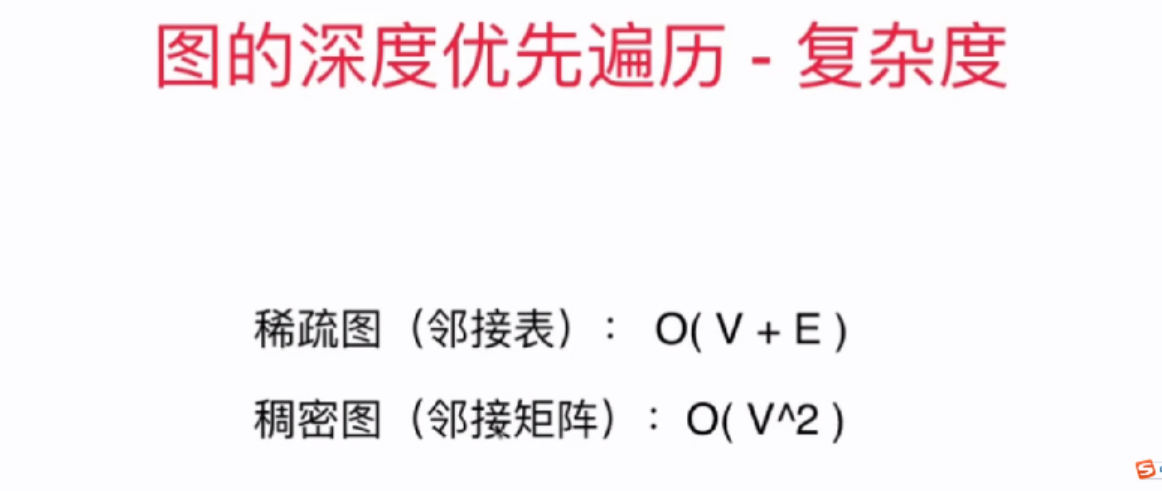 图的深度优先遍历 - 复杂度
稀疏图（邻接表）： O( V + E )
稠密图（邻接矩阵）：O( V^2 )